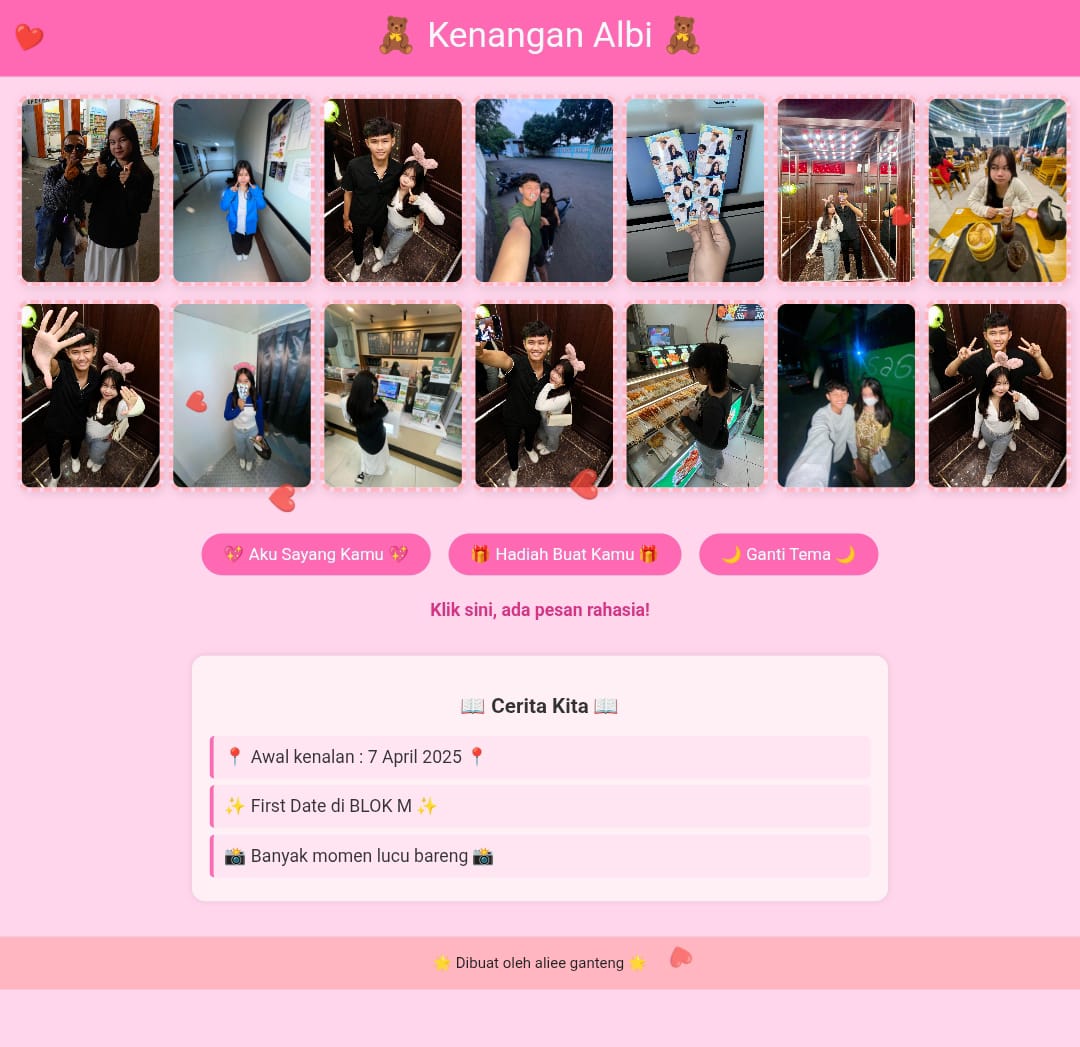 🧸 Kenangan Albi 🧸
S2G
💖 Aku Sayang Kamu 💖
🎁 Hadiah Buat Kamu 🎁
🌙 Ganti Tema 🌙
Klik sini, ada pesan rahasia!
📖 Cerita Kita 📖
📍 Awal kenalan : 7 April 2025 📍
✨ First Date di BLOK M ✨
📸 Banyak momen lucu bareng 📸
🌟 Dibuat oleh aliee ganteng 🌟